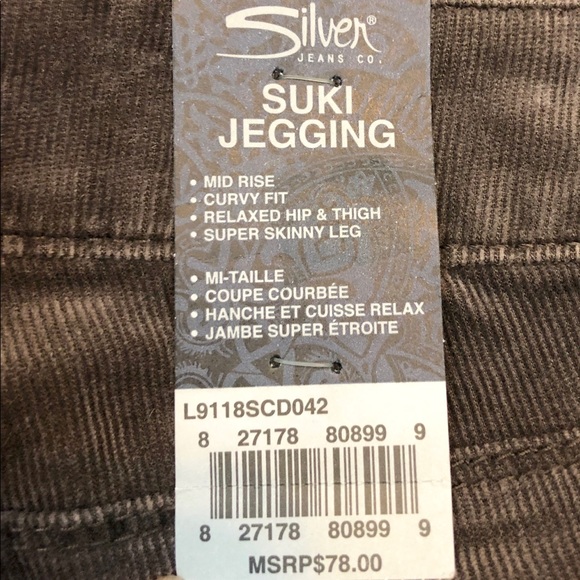 Silver®
JEANS CO.
SUKI
JEGGING
• MID RISE
• CURVY FIT
• RELAXED HIP & THIGH
• SUPER SKINNY LEG
• MI-TAILLE
• COUPE COURBÉE
• HANCHE ET CUISSE RELAX
• JAMBE SUPER ÉTROITE
L9118SCD042
8 27178 80899 9
8 27178 80899 9
MSRP$78.00